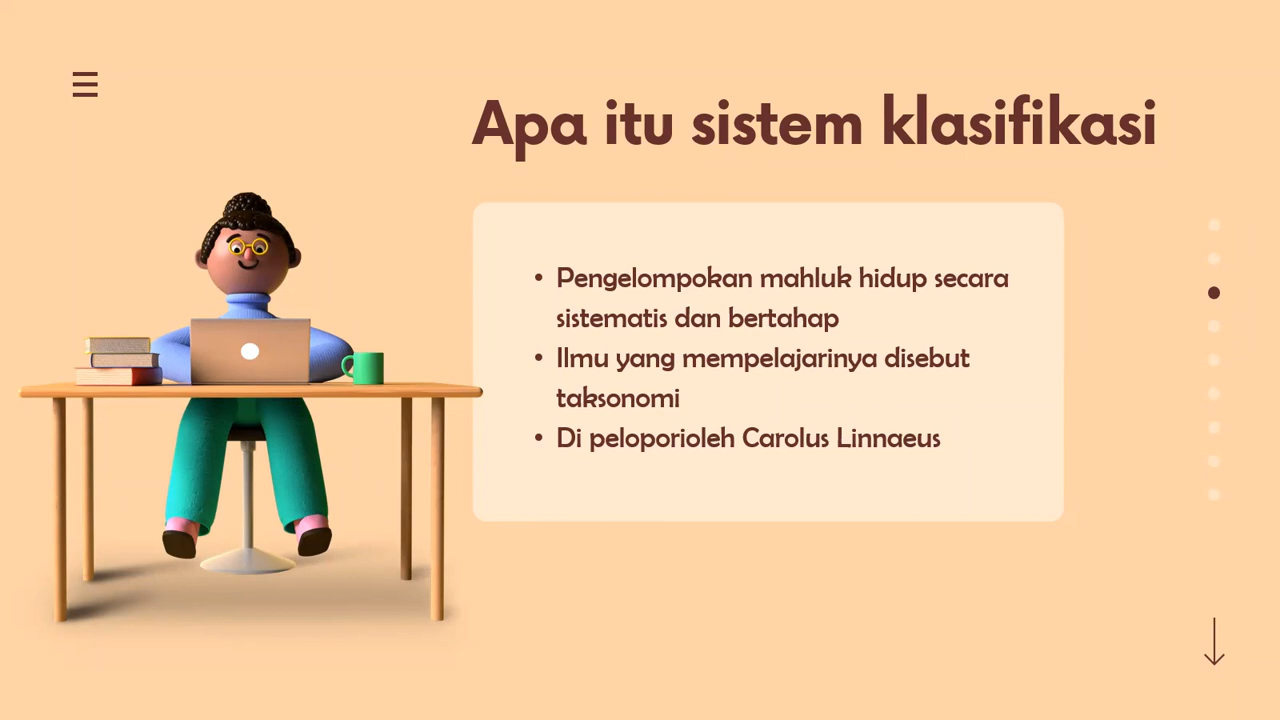 Apa itu sistem klasifikasi
• Pengelompokan mahluk hidup secara
sistematis dan bertahap
• Ilmu yang mempelajarinya disebut
taksonomi
• Di peloporioleh Carolus Linnaeus